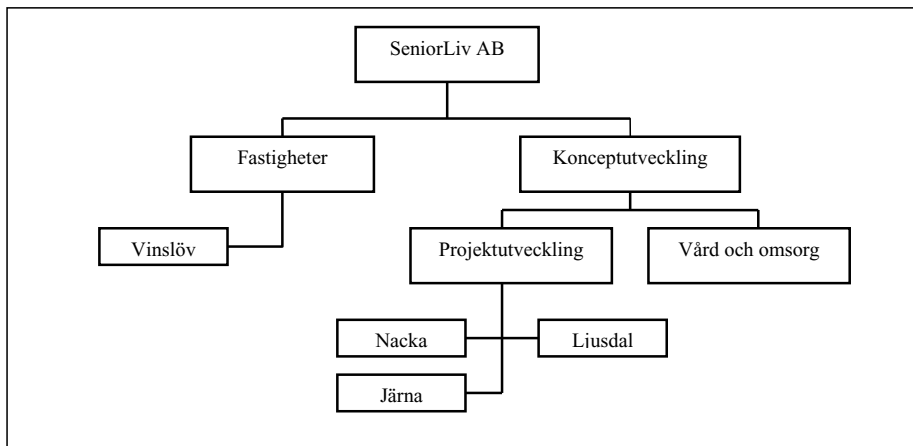 SeniorLiv AB
Fastigheter
Konceptutveckling
Vinslöv
Projektutveckling
Vård och omsorg
Nacka
Ljusdal
Järna